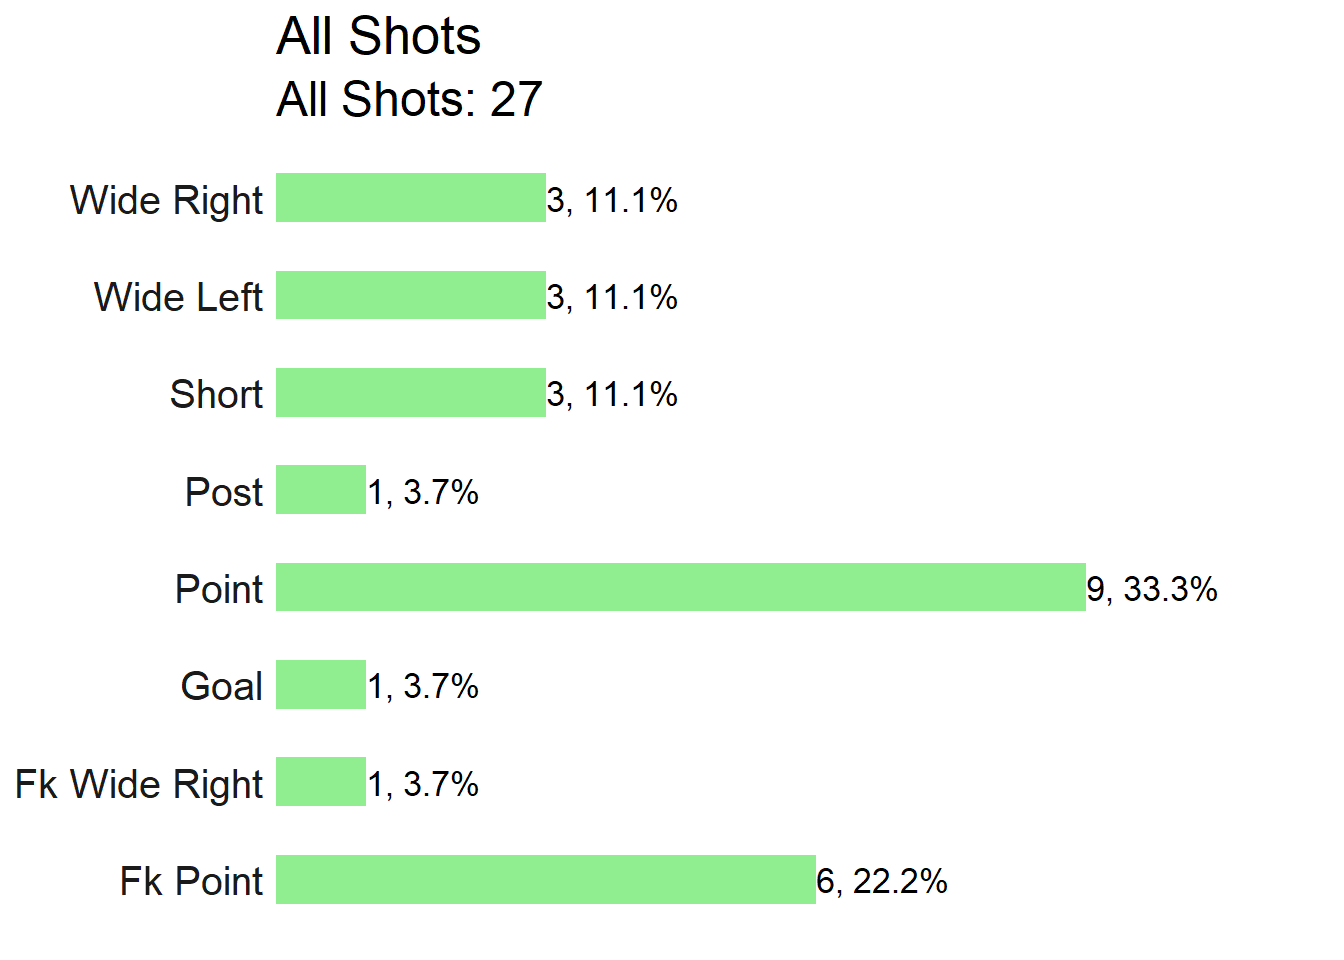 All Shots
All Shots: 27
Wide Right 3, 11.1%
Wide Left 3, 11.1%
Short 3, 11.1%
Post 1, 3.7%
Point 9, 33.3%
Goal 1, 3.7%
Fk Wide Right 1, 3.7%
Fk Point 6, 22.2%